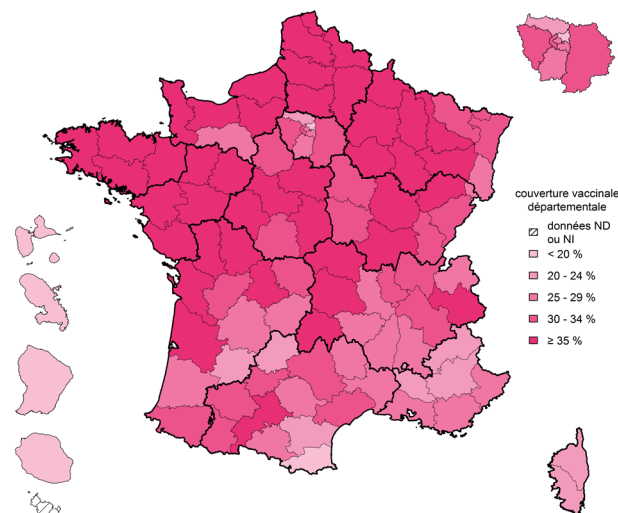 couverture vaccinale
départementale
données ND
ou NI
< 20 %
20 - 24 %
25 - 29 %
30 - 34 %
≥ 35 %